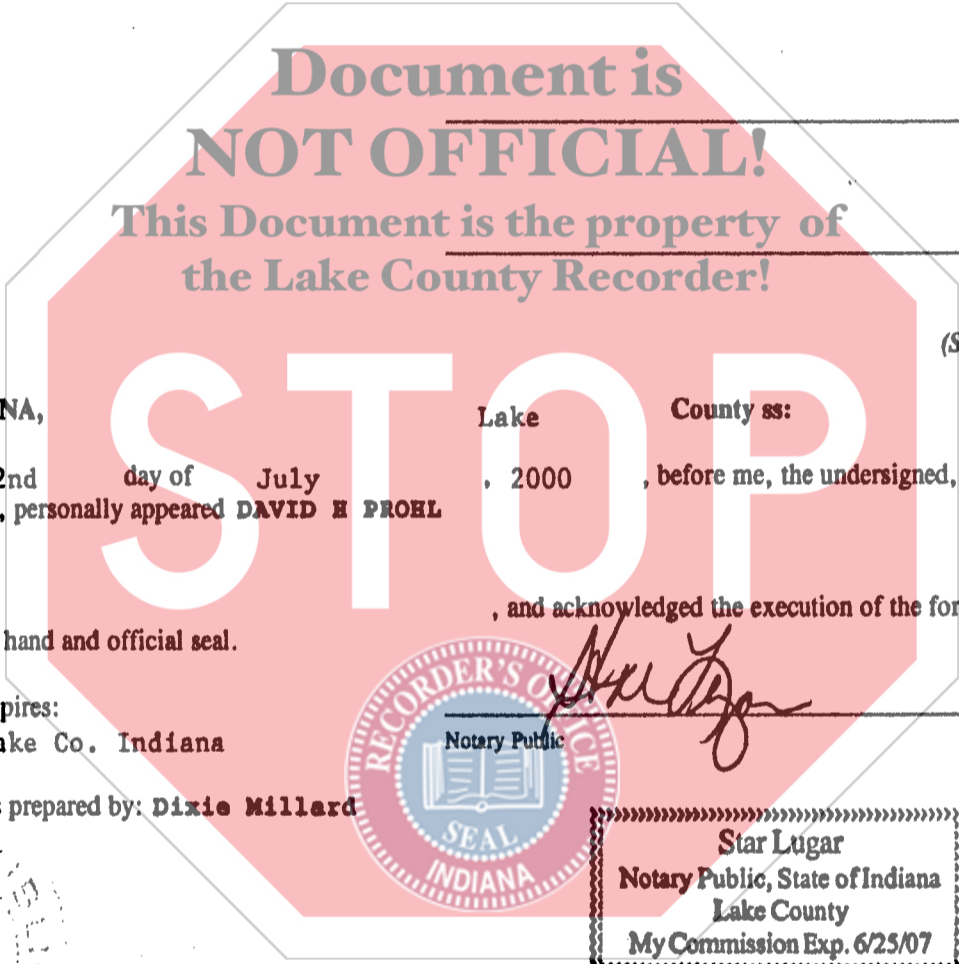 Document is
NOT OFFICIAL!
This Document is the property of
the Lake County Recorder!
STOP
(S
NA, Lake County ss:
2nd day of July , 2000 , before me, the undersigned,
, personally appeared DAVID H PROHL
, and acknowledged the execution of the for
hand and official seal.
pires:
ake Co. Indiana
Notary Public
s prepared by: Dixie Millard
RECORDER'S OFFICE
SEAL
INDIANA
Star Lugar
Notary Public, State of Indiana
Lake County
My Commission Exp. 6/25/07